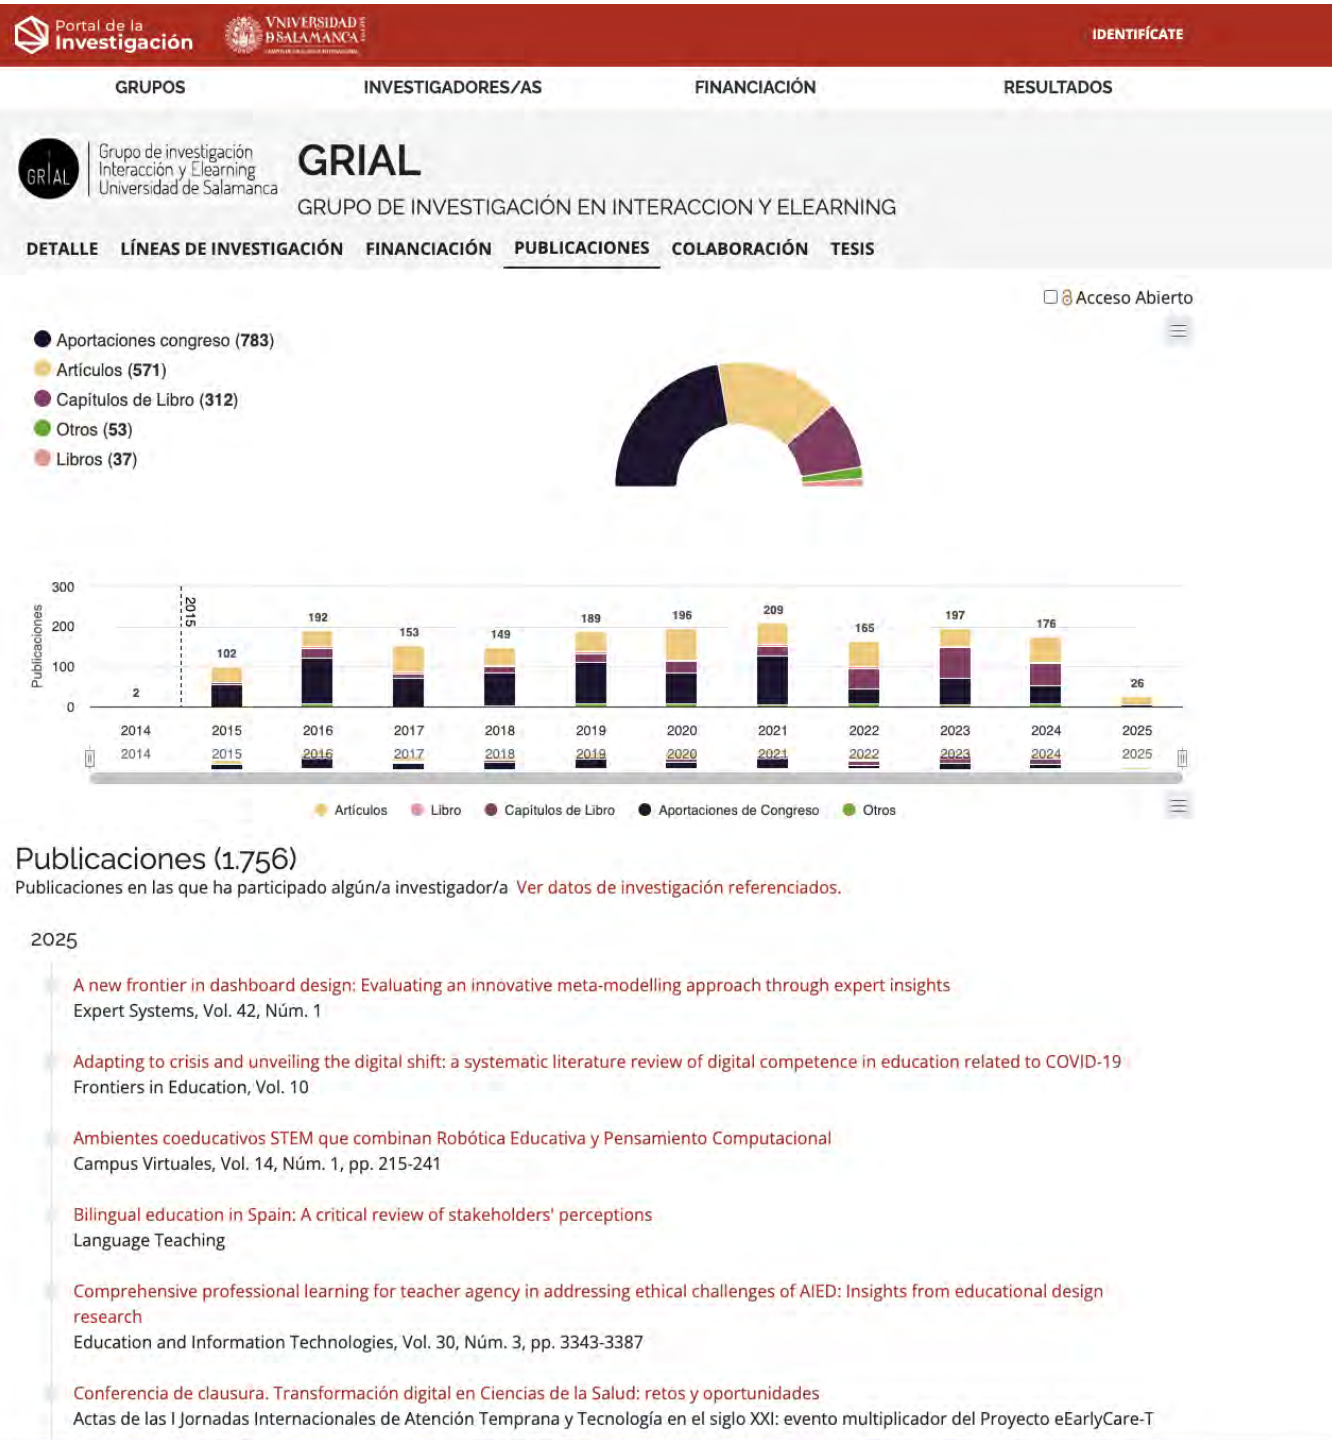 Portal de la
Investigación
VNIVERSIDAD
D SALAMANCA
IDENTIFÍCATE
GRUPOS
INVESTIGADORES/AS
FINANCIACIÓN
RESULTADOS
GRIAL
Grupo de investigación
Interacción y Elearning
Universidad de Salamanca
GRIAL
GRUPO DE INVESTIGACIÓN EN INTERACCION Y ELEARNING
DETALLE LÍNEAS DE INVESTIGACIÓN FINANCIACIÓN PUBLICACIONES COLABORACIÓN TESIS
Acceso Abierto
Aportaciones congreso (783)
Artículos (571)
Capítulos de Libro (312)
Otros (53)
Libros (37)
Publicaciones
300
200
100
0
2015
2 102 192 153 149 189 196 209 165 197 176 26
2014 2015 2016 2017 2018 2019 2020 2021 2022 2023 2024 2025
2014 2015 2016 2017 2018 2019 2020 2021 2022 2023 2024 2025
Artículos Libro Capítulos de Libro Aportaciones de Congreso Otros
Publicaciones (1.756)
Publicaciones en las que ha participado algún/a investigador/a Ver datos de investigación referenciados.
2025
A new frontier in dashboard design: Evaluating an innovative meta-modelling approach through expert insights
Expert Systems, Vol. 42, Núm. 1
Adapting to crisis and unveiling the digital shift: a systematic literature review of digital competence in education related to COVID-19
Frontiers in Education, Vol. 10
Ambientes coeducativos STEM que combinan Robótica Educativa y Pensamiento Computacional
Campus Virtuales, Vol. 14, Núm. 1, pp. 215-241
Bilingual education in Spain: A critical review of stakeholders' perceptions
Language Teaching
Comprehensive professional learning for teacher agency in addressing ethical challenges of AIED: Insights from educational design
research
Education and Information Technologies, Vol. 30, Núm. 3, pp. 3343-3387
Conferencia de clausura. Transformación digital en Ciencias de la Salud: retos y oportunidades
Actas de las I Jornadas Internacionales de Atención Temprana y Tecnología en el siglo XXI: evento multiplicador del Proyecto eEarlyCare-T